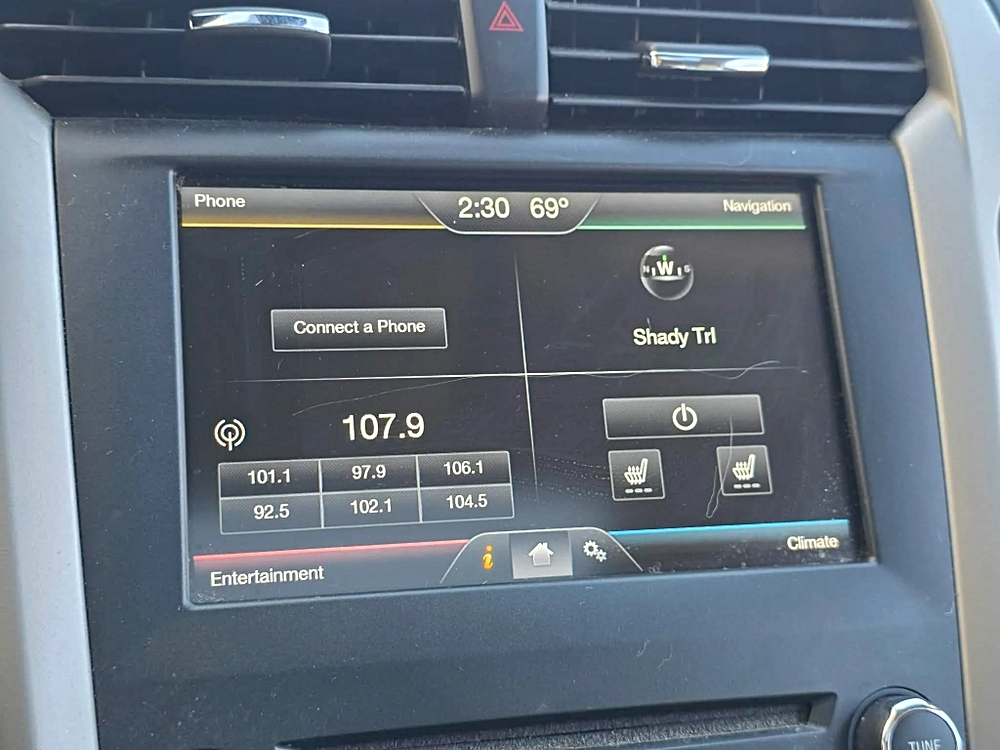 Phone
2:30 69°
Navigation
N W S
Connect a Phone
Shady Trl
107.9
101.1 97.9 106.1
92.5 102.1 104.5
i
Entertainment
Climate
TUNE